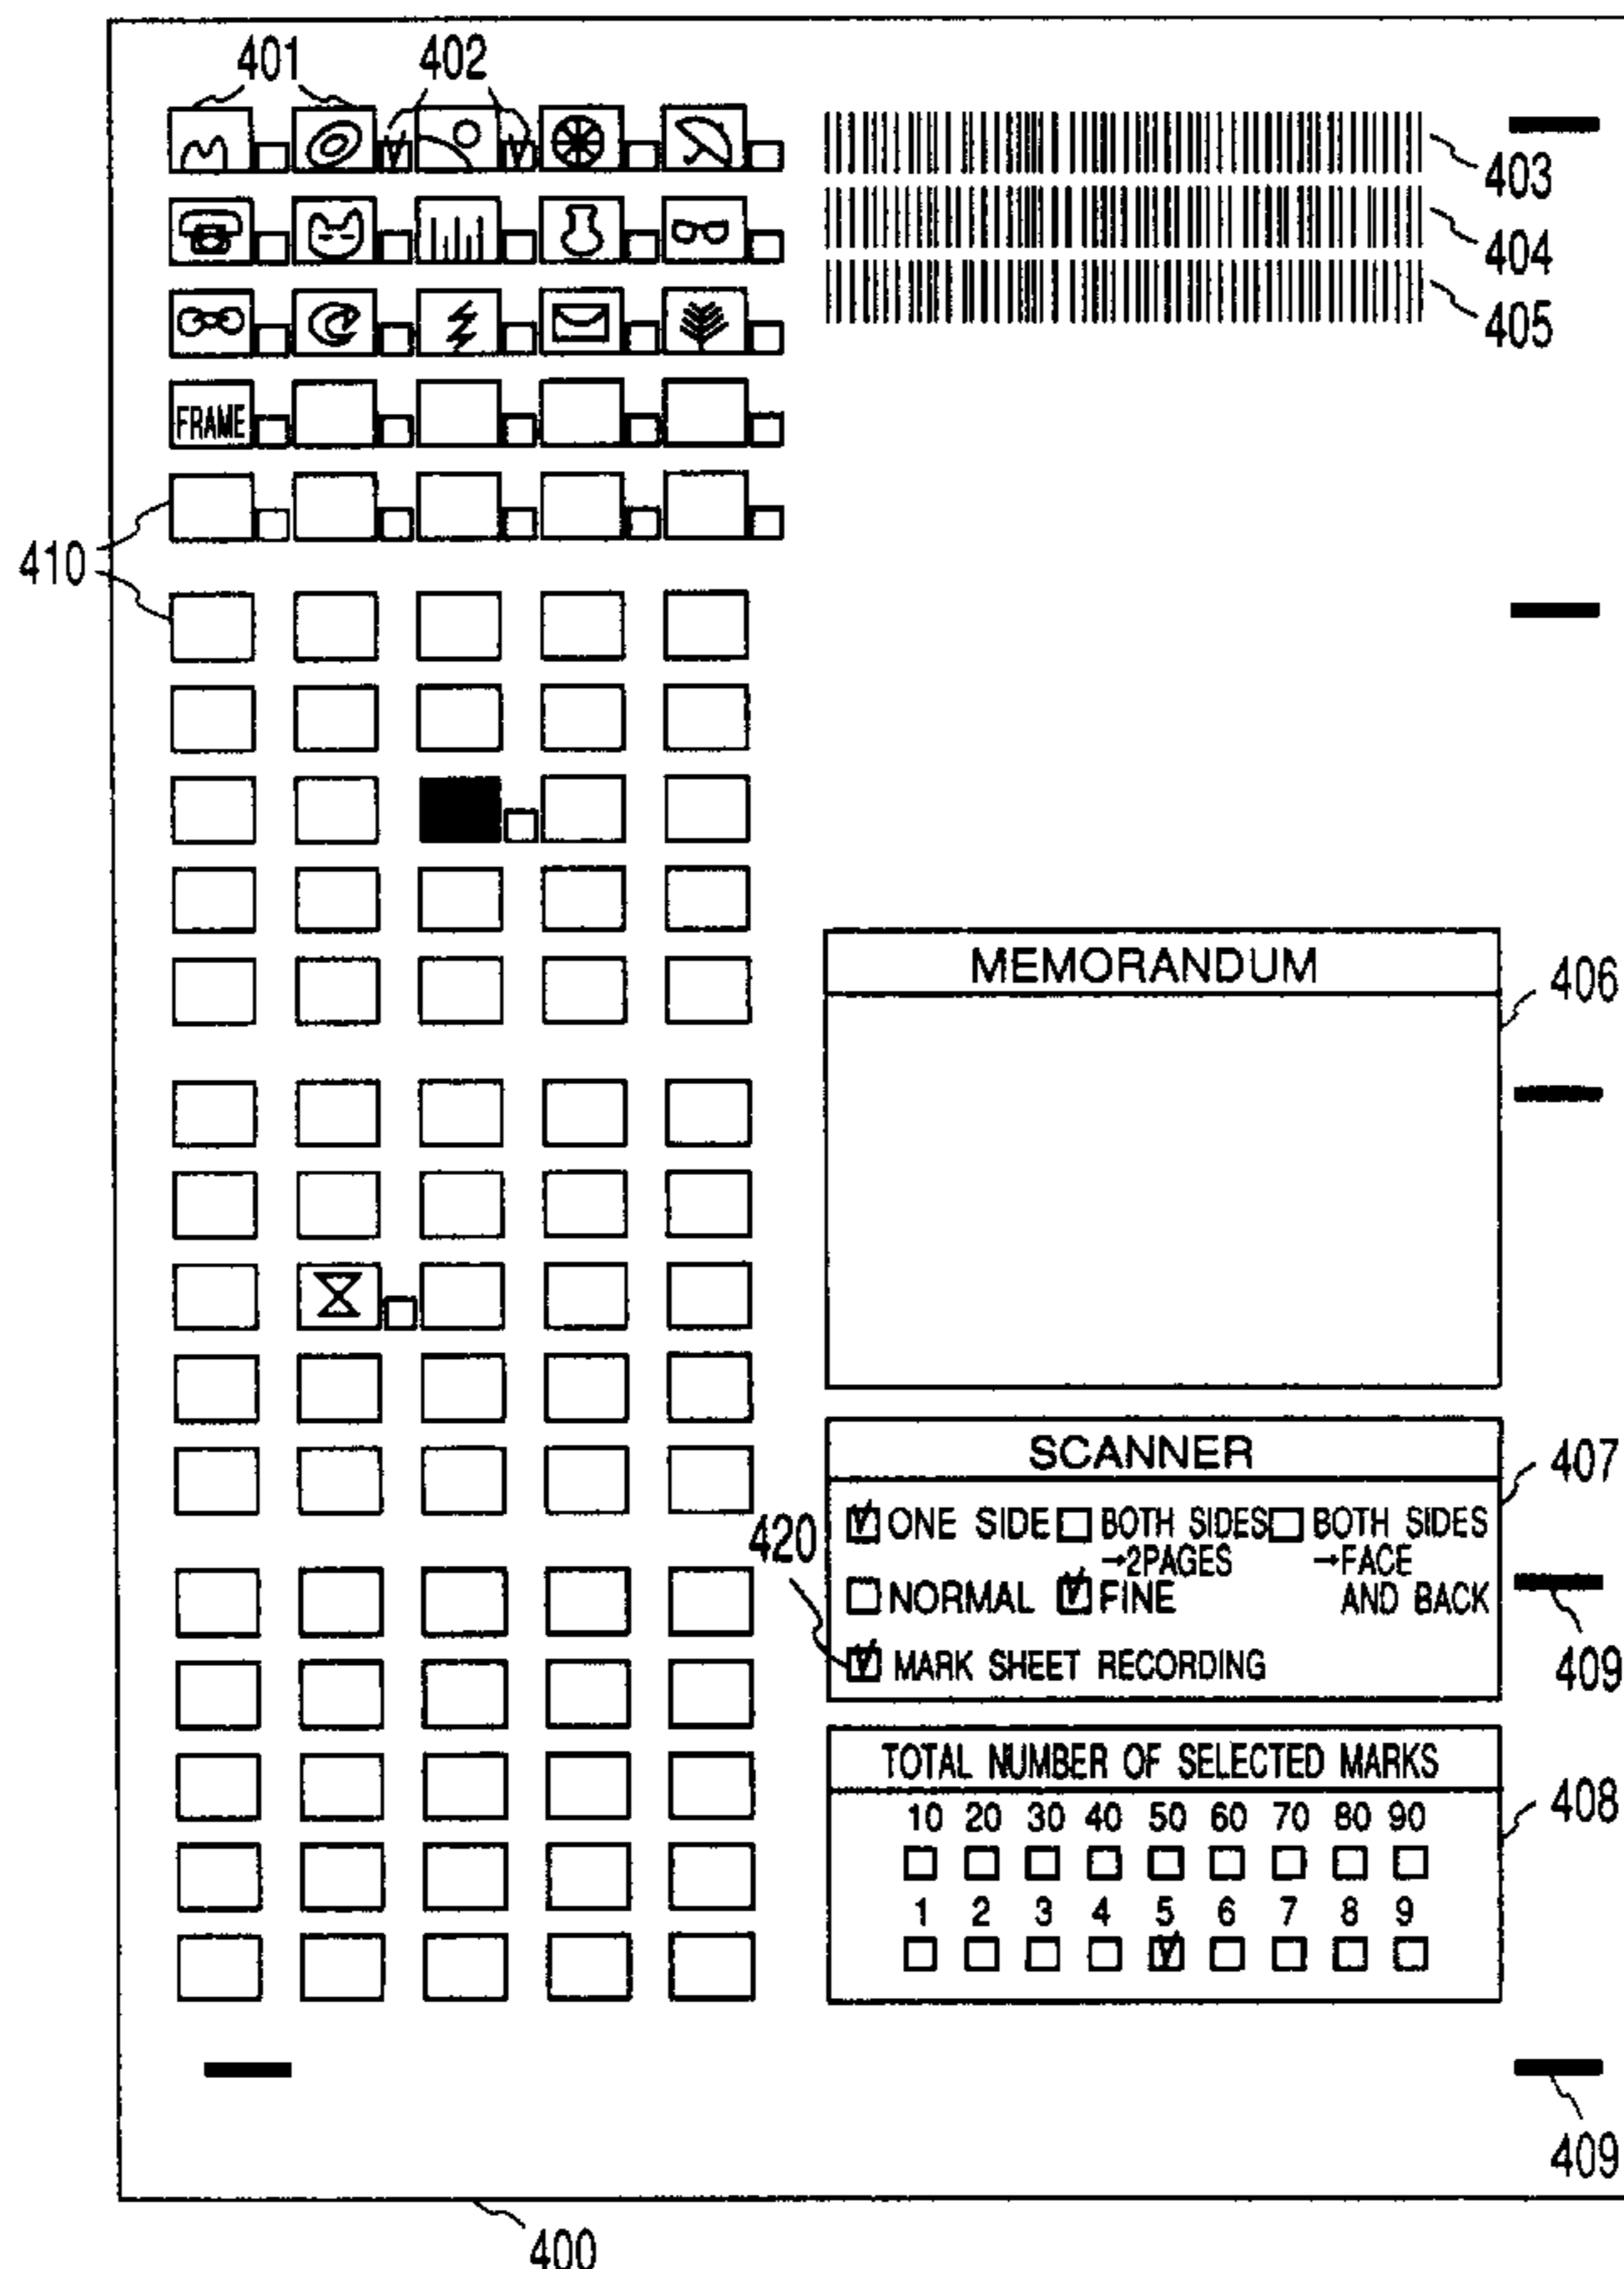 401 402
403
404
405
FRAME
410
MEMORANDUM
406
SCANNER
407
420
ONE SIDE BOTH SIDES BOTH SIDES
→2PAGES →FACE
NORMAL FINE AND BACK
MARK SHEET RECORDING
409
TOTAL NUMBER OF SELECTED MARKS
408
10 20 30 40 50 60 70 80 90
1 2 3 4 5 6 7 8 9
409
400